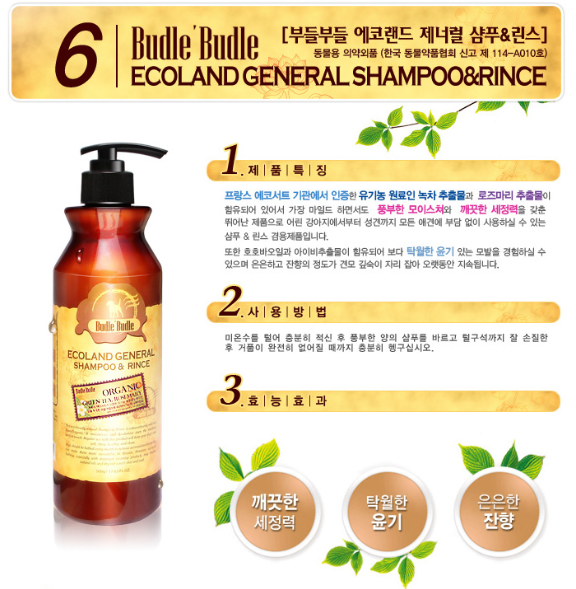 6
Budle'Budle
[부들부들 에코랜드 제너럴 샴푸&린스]
동물용 의약외품 (한국 동물약품협회 신고 제 114-A010호)
ECOLAND GENERAL SHAMPOO&RINCE
1. 제|품|특|징
프랑스 에코서트 기관에서 인증한 유기농 원료인 녹차 추출물과 로즈마리 추출물이
함유되어 있어서 가장 마일드 하면서도 풍부한 모이스쳐와 깨끗한 세정력을 갖춘
뛰어난 제품으로 어린 강아지에서부터 성견까지 모든 애견에 부담 없이 사용하실 수 있는
샴푸 & 린스 겸용제품입니다.
또한 호호바오일과 아이비추출물이 함유되어 보다 탁월한 윤기 있는 모발을 경험하실 수
있으며 은은하고 잔향의 정도가 견모 깊숙이 자리 잡아 오랫동안 지속됩니다.
2. 사|용|방|법
미온수를 털어 충분히 적신 후 풍부한 양의 샴푸를 바르고 털구석까지 잘 손질한
후 거품이 완전히 없어질 때까지 충분히 헹구십시오.
3. 효|능|효|과
깨끗한
세정력
탁월한
윤기
은은한
잔향
Budle Budle
ECOLAND GENERAL
SHAMPOO & RINCE
Budle'Budle
ORGANIC
GREEN TEA, ROSEMARY